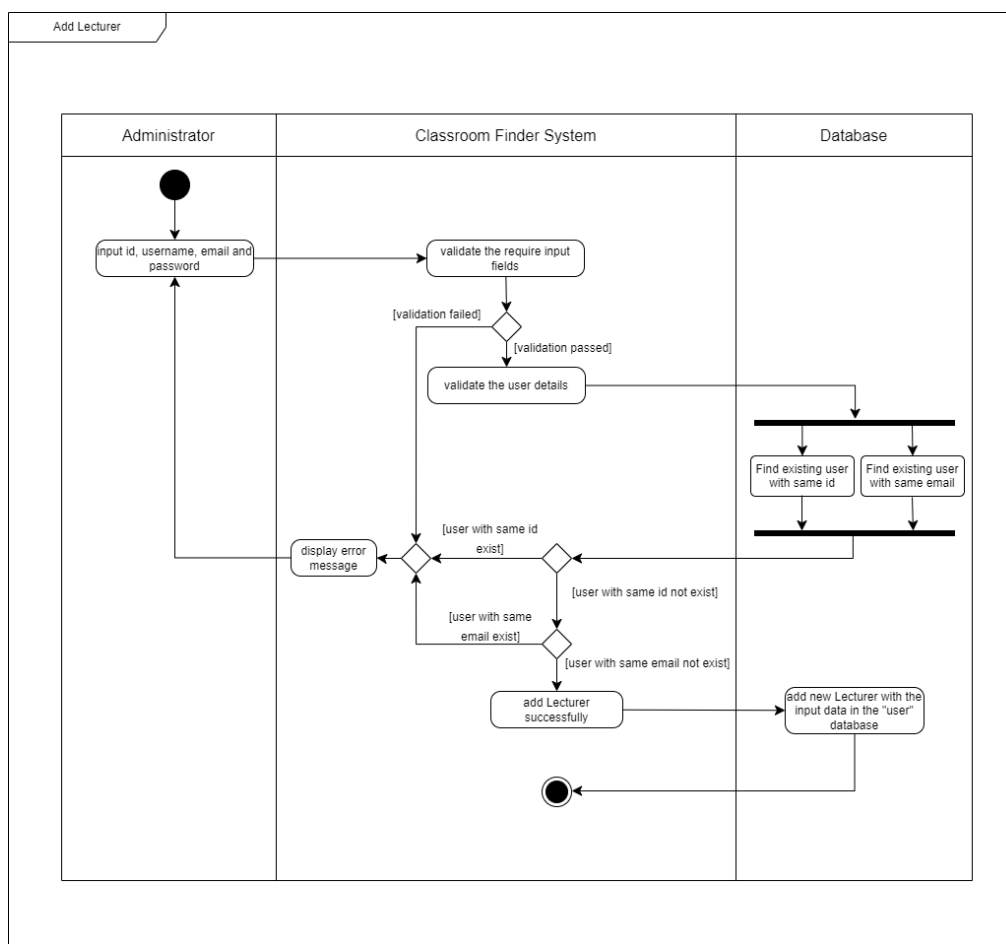 Add Lecturer
Administrator
Classroom Finder System
Database
input id, username, email and
password
validate the require input
fields
[validation failed]
[validation passed]
validate the user details
Find existing user
with same id
Find existing user
with same email
[user with same id
exist]
display error
message
[user with same id not exist]
[user with same
email exist]
[user with same email not exist]
add Lecturer
successfully
add new Lecturer with the
input data in the "user"
database